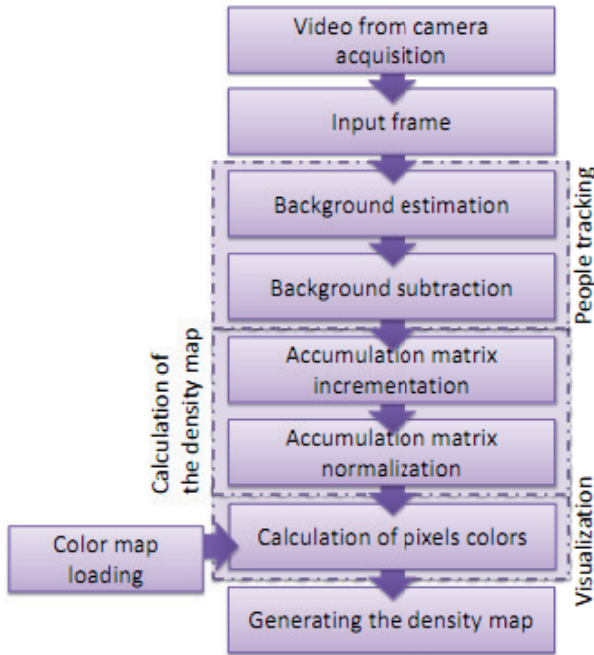 Video from camera
acquisition
Input frame
Background estimation
Background subtraction
People tracking
Accumulation matrix
incrementation
Accumulation matrix
normalization
Calculation of
the density map
Calculation of pixels colors
Visualization
Color map
loading
Generating the density map